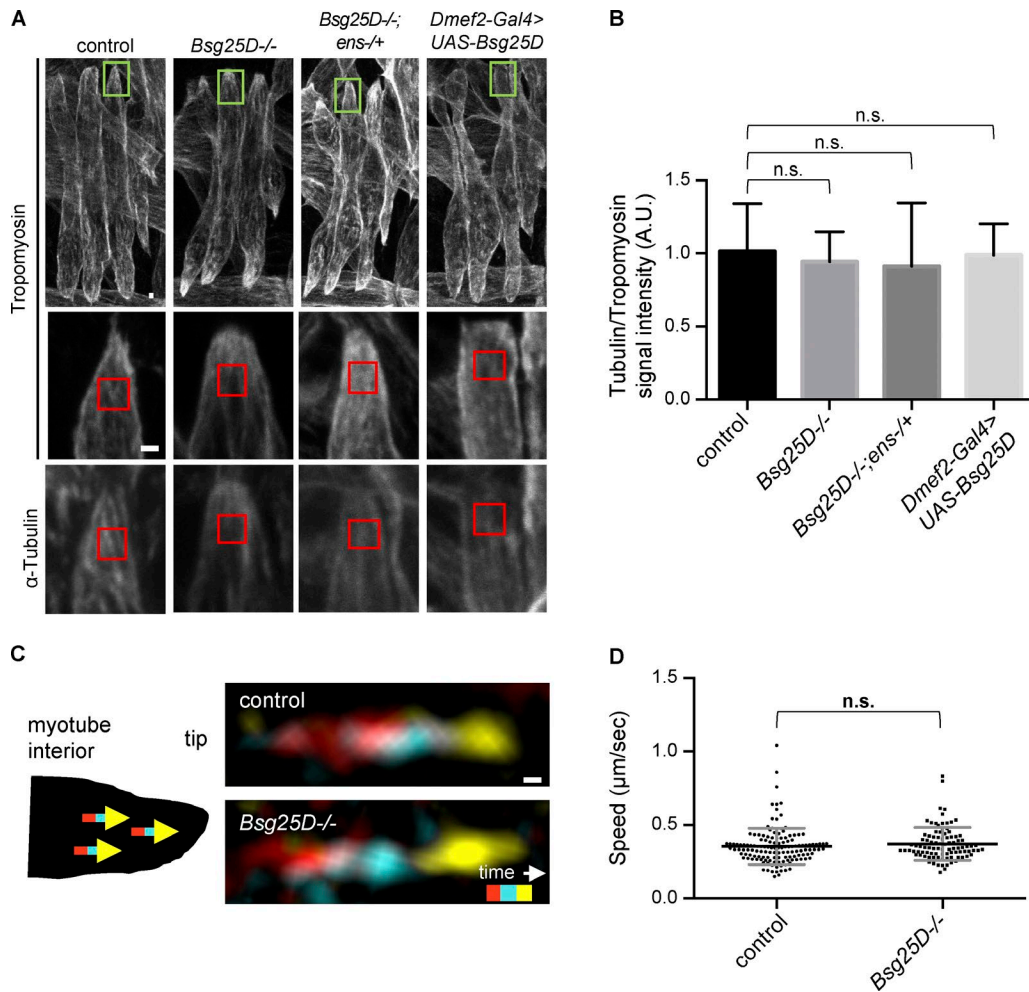 A
control
Bsg25D-/-
Bsg25D-/-;
ens-/+
Dmef2-Gal4>
UAS-Bsg25D
Tropomyosin
α-Tubulin
B
n.s.
n.s.
n.s.
Tubulin/Tropomyosin
signal intensity (A.U.)
1.5
1.0
0.5
0.0
control
Bsg25D-/-
Bsg25D-/-;ens-/+
Dmef2-Gal4>
UAS-Bsg25D
C
myotube
interior
tip
control
Bsg25D-/-
time
D
n.s.
Speed (µm/sec)
1.5
1.0
0.5
0.0
control
Bsg25D-/-